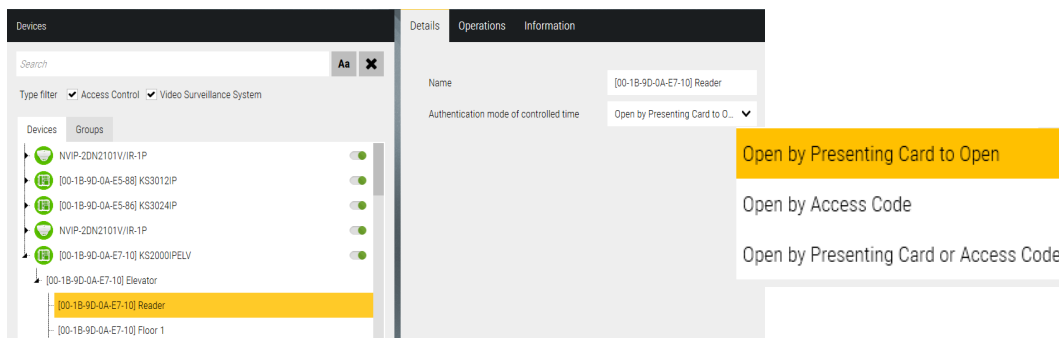 Devices
Search
Aa
Type filter Access Control Video Surveillance System
Devices Groups
NVIP-2DN2101V/IR-1P
[00-1B-9D-0A-E5-88] KS3012IP
[00-1B-9D-0A-E5-86] KS3024IP
NVIP-2DN2101V/IR-1P
[00-1B-9D-0A-E7-10] KS2000IPELV
[00-1B-9D-0A-E7-10] Elevator
[00-1B-9D-0A-E7-10] Reader
[00-1B-9D-0A-E7-10] Floor 1
Details Operations Information
Name [00-1B-9D-0A-E7-10] Reader
Authentication mode of controlled time Open by Presenting Card to O...
Open by Presenting Card to Open
Open by Access Code
Open by Presenting Card or Access Code